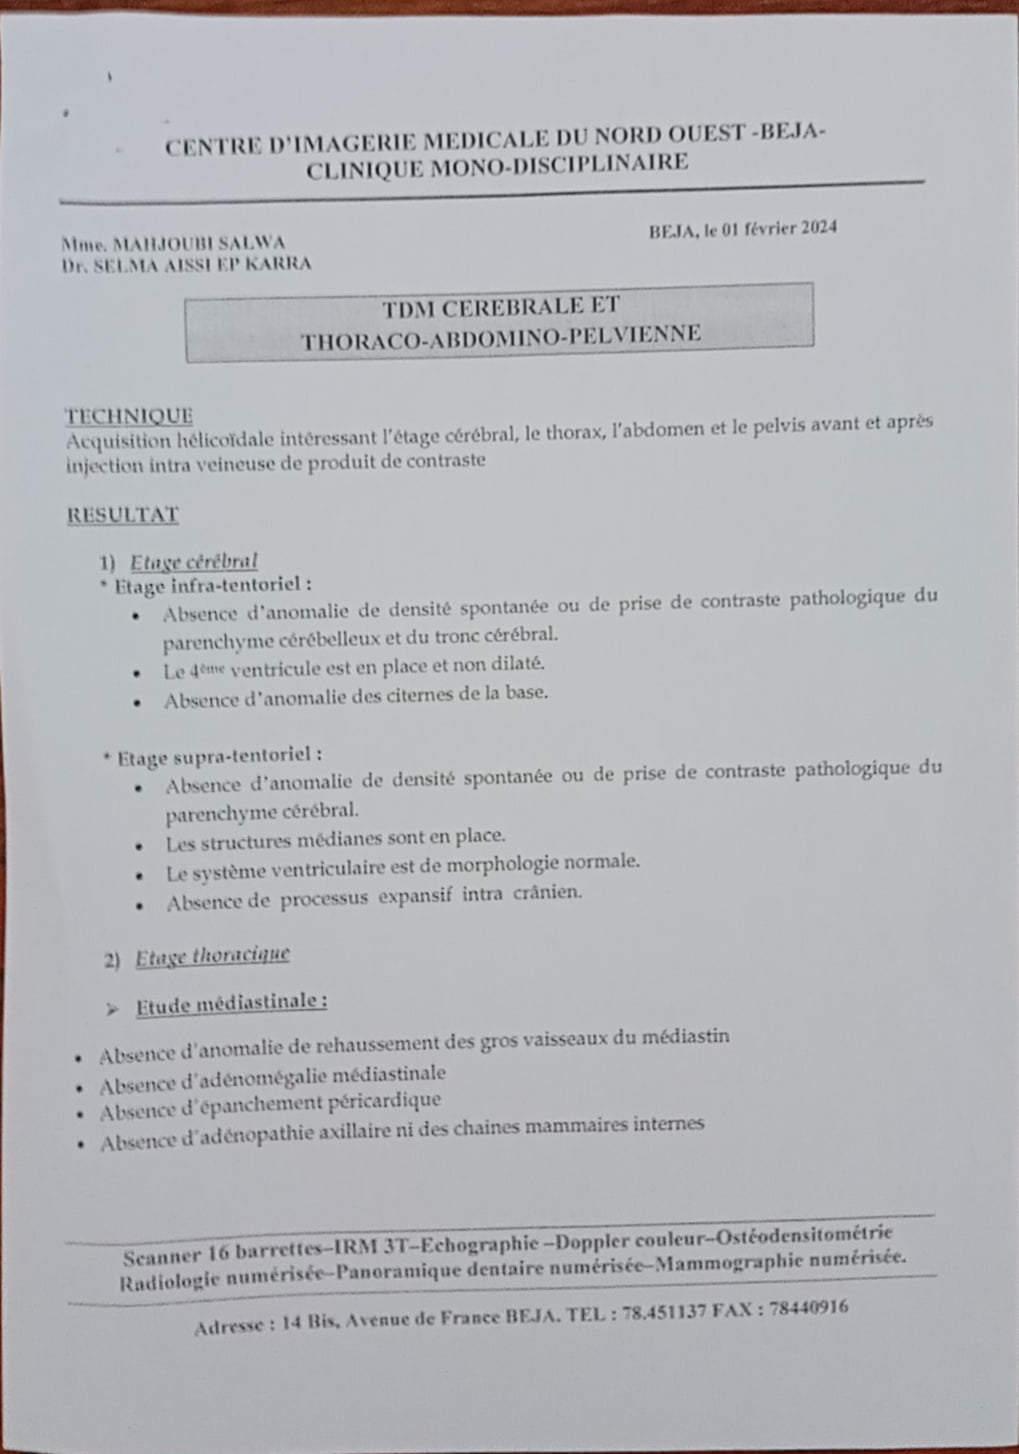 CENTRE D'IMAGERIE MEDICALE DU NORD OUEST -BEJA-
CLINIQUE MONO-DISCIPLINAIRE
Mme. MAHJOUBI SALWA
BEJA, le 01 février 2024
Dr. SELMA AISSI EP KARRA
TDM CEREBRALE ET
THORACO-ABDOMINO-PELVIENNE
TECHNIQUE
Acquisition hélicoïdale intéressant l'étage cérébral, le thorax, l'abdomen et le pelvis avant et après
injection intra veineuse de produit de contraste
RESULTAT
1) Etage cérébral
* Etage infra-tentoriel :
• Absence d'anomalie de densité spontanée ou de prise de contraste pathologique du
parenchyme cérébelleux et du tronc cérébral.
• Le 4ème ventricule est en place et non dilaté.
• Absence d'anomalie des citernes de la base.
* Etage supra-tentoriel :
• Absence d'anomalie de densité spontanée ou de prise de contraste pathologique du
parenchyme cérébral.
• Les structures médianes sont en place.
• Le système ventriculaire est de morphologie normale.
• Absence de processus expansif intra crânien.
2) Etage thoracique
➢ Etude médiastinale :
• Absence d'anomalie de rehaussement des gros vaisseaux du médiastin
• Absence d'adénomégalie médiastinale
• Absence d'épanchement péricardique
• Absence d'adénopathie axillaire ni des chaines mammaires internes
Scanner 16 barrettes–IRM 3T–Echographie –Doppler couleur–Ostéodensitométrie
Radiologie numérisée–Panoramique dentaire numérisée–Mammographie numérisée.
Adresse : 14 Bis, Avenue de France BEJA. TEL : 78.451137 FAX : 78440916